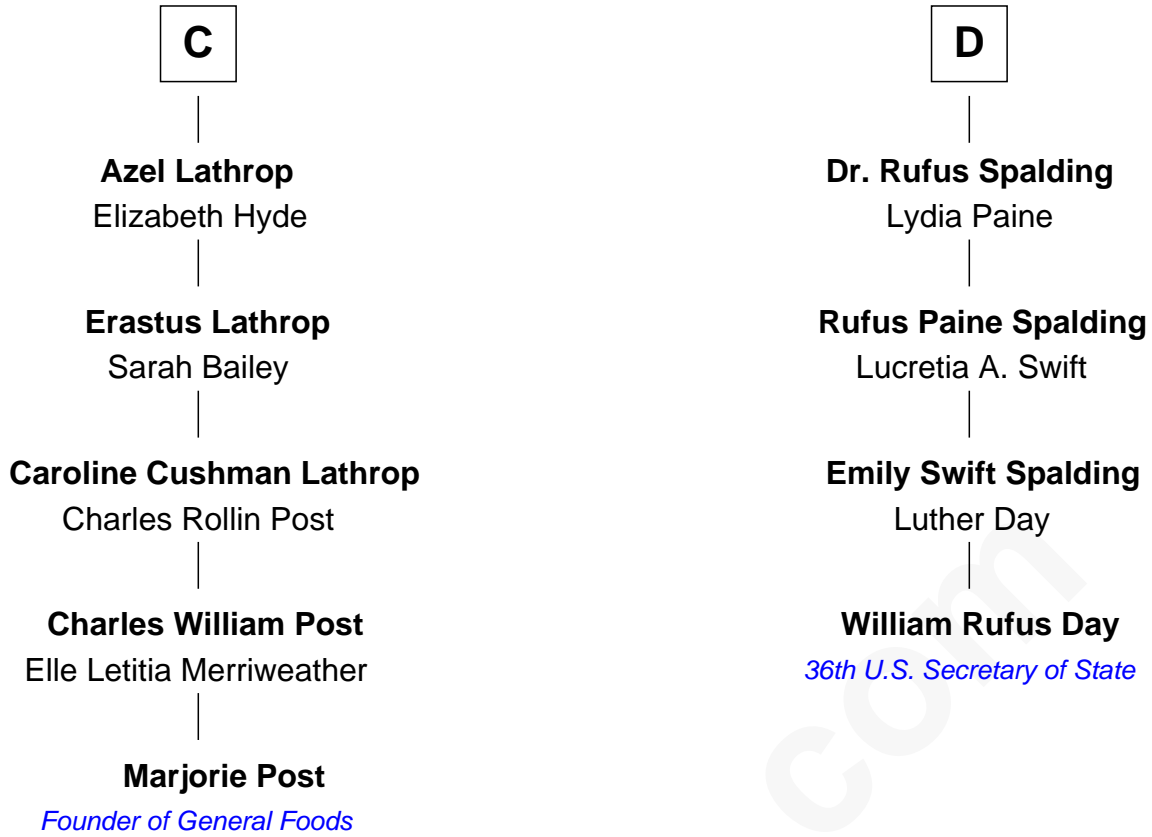 C
Azel Lathrop
Elizabeth Hyde
Erastus Lathrop
Sarah Bailey
Caroline Cushman Lathrop
Charles Rollin Post
Charles William Post
Elle Letitia Merriweather
Marjorie Post
Founder of General Foods
D
Dr. Rufus Spalding
Lydia Paine
Rufus Paine Spalding
Lucretia A. Swift
Emily Swift Spalding
Luther Day
William Rufus Day
36th U.S. Secretary of State
com